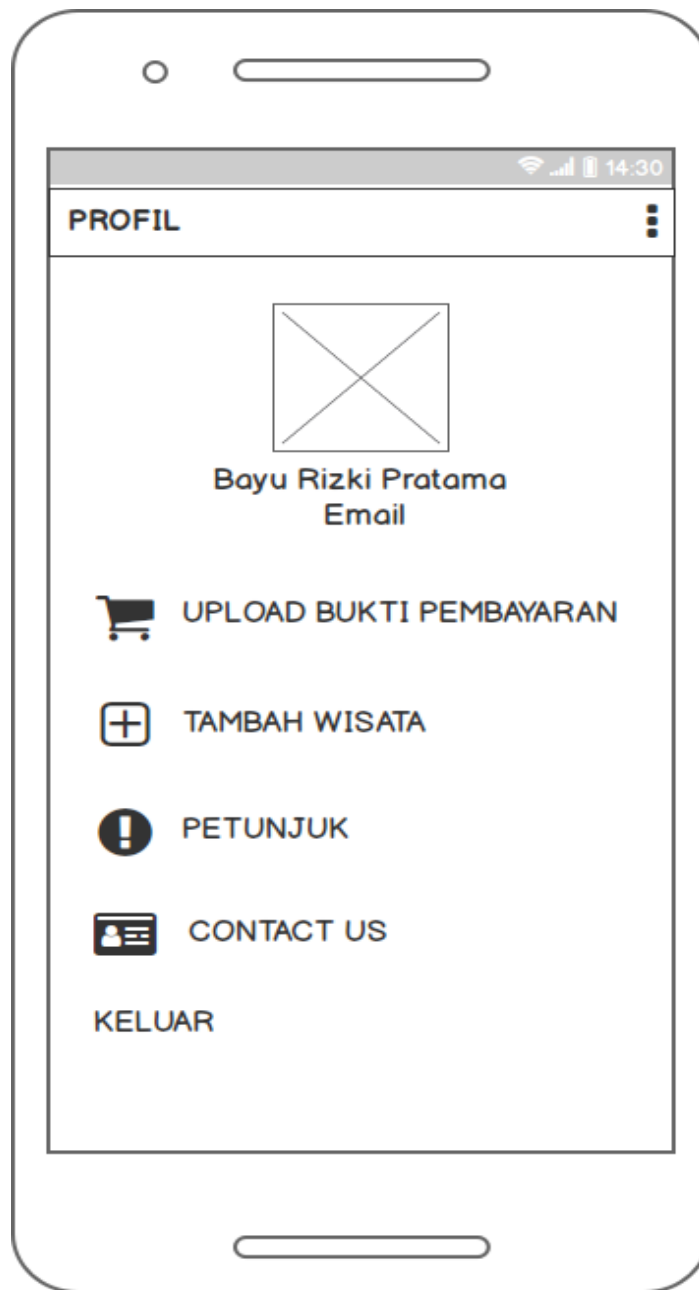 14:30
PROFIL
Bayu Rizki Pratama
Email
UPLOAD BUKTI PEMBAYARAN
TAMBAH WISATA
PETUNJUK
CONTACT US
KELUAR